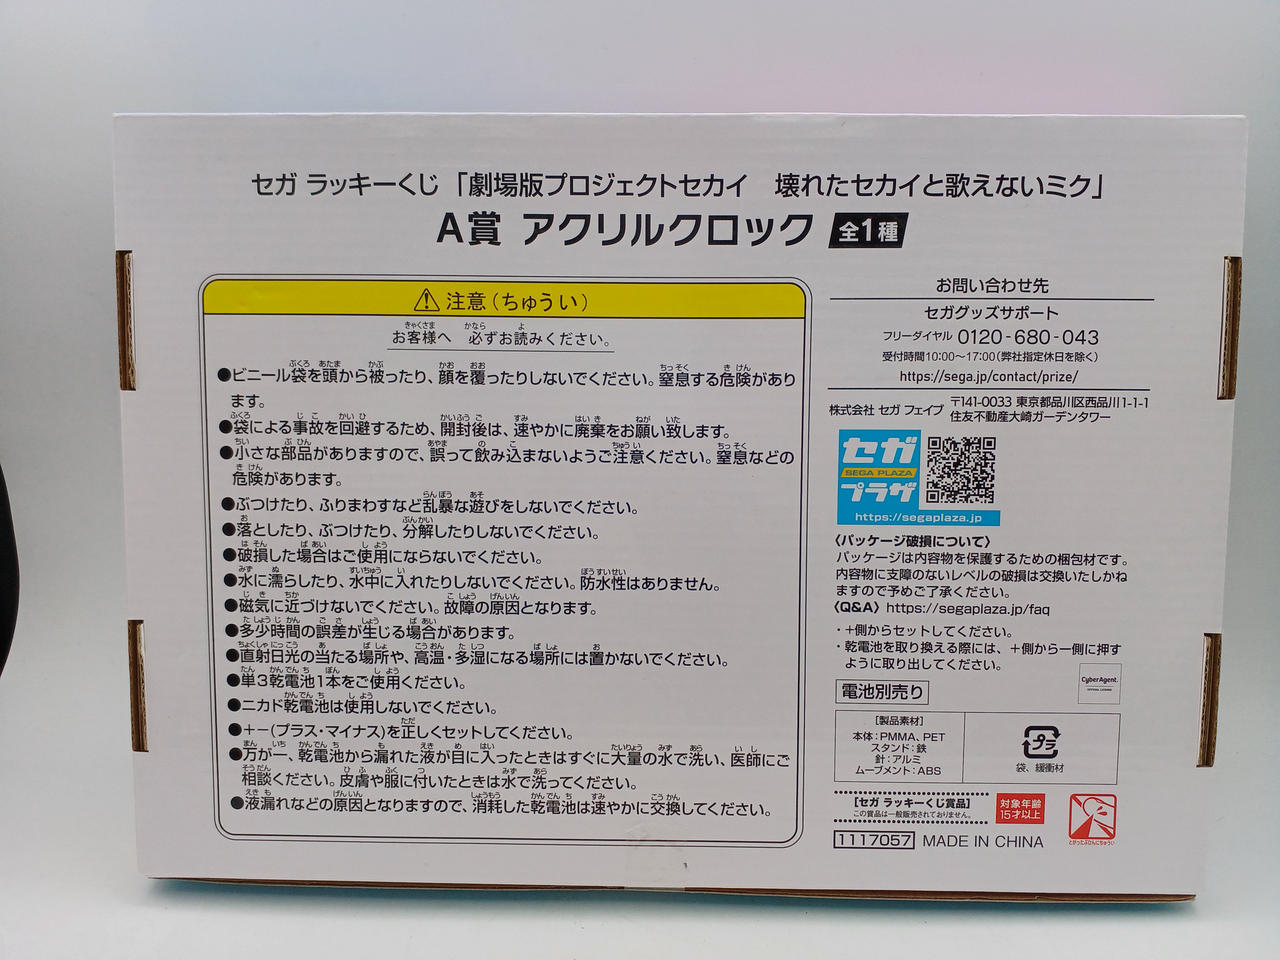 セガ ラッキーくじ「劇場版プロジェクトセカイ 壊れたセカイと歌えないミク」
A賞 アクリルクロック 全1種
注意(ちゅうい)
お客様へ 必ずお読みください。
●ビニール袋を頭から被ったり、顔を覆ったりしないでください。窒息する危険があり
ます。
●袋による事故を回避するため、開封後は、速やかに廃棄をお願い致します。
●小さな部品がありますので、誤って飲み込まないようご注意ください。窒息などの
危険があります。
●ぶつけたり、ふりまわすなど乱暴な遊びをしないでください。
●落としたり、ぶつけたり、分解したりしないでください。
●破損した場合はご使用にならないでください。
●水に濡らしたり、水中に入れたりしないでください。防水性はありません。
●磁気に近づけないでください。故障の原因となります。
●多少時間の誤差が生じる場合があります。
●直射日光の当たる場所や、高温・多湿になる場所には置かないでください。
●単3乾電池1本をご使用ください。
●ニカド乾電池は使用しないでください。
●+−(プラス・マイナス)を正しくセットしてください。
●万が一、乾電池から漏れた液が目に入ったときはすぐに大量の水で洗い、医師にご
相談ください。皮膚や服に付いたときは水で洗ってください。
●液漏れなどの原因となりますので、消耗した乾電池は速やかに交換してください。
お問い合わせ先
セガグッズサポート
フリーダイヤル 0120-680-043
受付時間10:00〜17:00(弊社指定休日を除く)
https://sega.jp/contact/prize/
株式会社 セガ フェイブ 〒141-0033 東京都品川区西品川1-1-1
住友不動産大崎ガーデンタワー
セガ
SEGA PLAZA
プラザ
https://segaplaza.jp
〈パッケージ破損について〉
パッケージは内容物を保護するための梱包材です。
内容物に支障のないレベルの破損は交換いたしかね
ますので予めご了承ください。
〈Q&A〉https://segaplaza.jp/faq
・+側からセットしてください。
・乾電池を取り換える際には、+側から−側に押す
ように取り出してください。
電池別売り
CyberAgent.
OFFICIAL LICENSE
[製品素材]
本体:PMMA、PET
スタンド:鉄
針:アルミ
ムーブメント:ABS
プラ
袋、緩衝材
[セガ ラッキーくじ賞品]
この賞品は一般販売されておりません。
対象年齢
15才以上
とがったぶひんにちゅうい
1117057 MADE IN CHINA